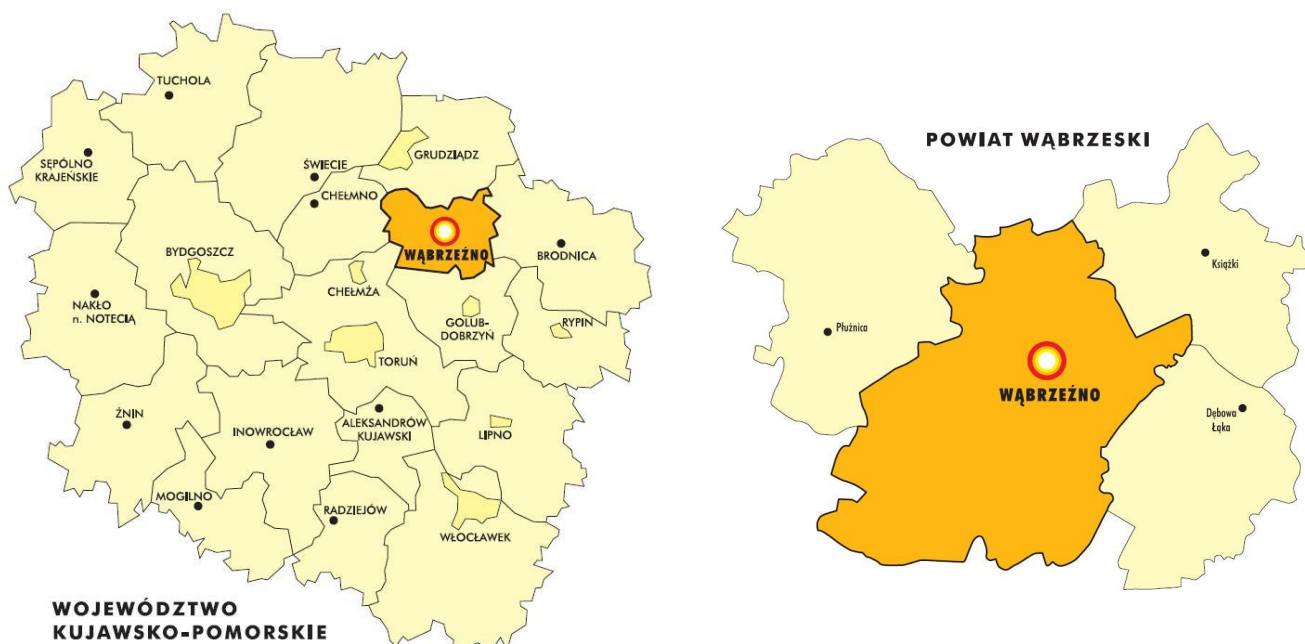 TUCHOLA
SĘPÓLNO
KRAJEŃSKIE
ŚWIECIE
GRUDZIĄDZ
CHEŁMNO
WĄBRZEŹNO
BYDGOSZCZ
BRODNICA
NAKŁO
n. NOTECIĄ
CHEŁMŻA
GOLUB-
DOBRZYŃ
RYPIN
TORUŃ
ŻNIN
INOWROCŁAW
ALEKSANDRÓW
KUJAWSKI
LIPNO
MOGILNO
RADZIEJÓW
WŁOCŁAWEK
WOJEWÓDZTWO
KUJAWSKO-POMORSKIE
POWIAT WĄBRZESKI
Książki
Płużnica
WĄBRZEŹNO
Dębowa
Łąka